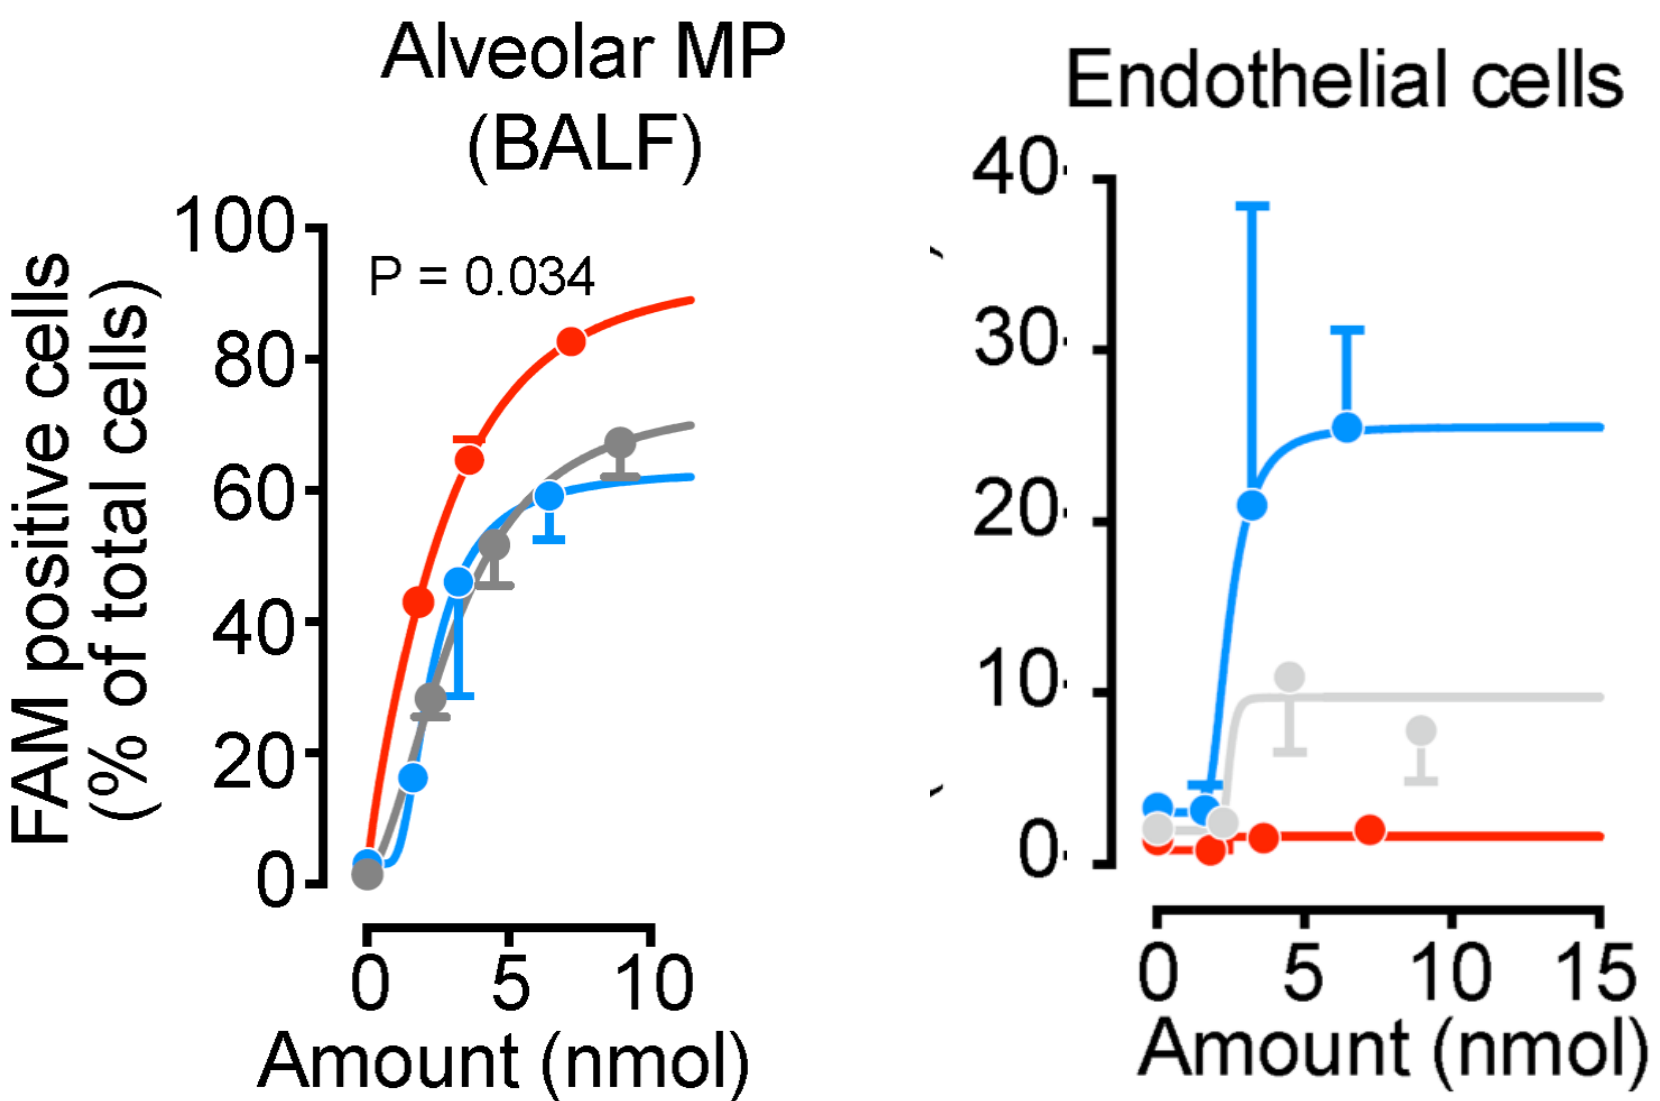 Alveolar MP
(BALF)
FAM positive cells
(% of total cells)
100
80
60
40
20
0
P = 0.034
0 5 10
Amount (nmol)
Endothelial cells
40
30
20
10
0
0 5 10 15
Amount (nmol)